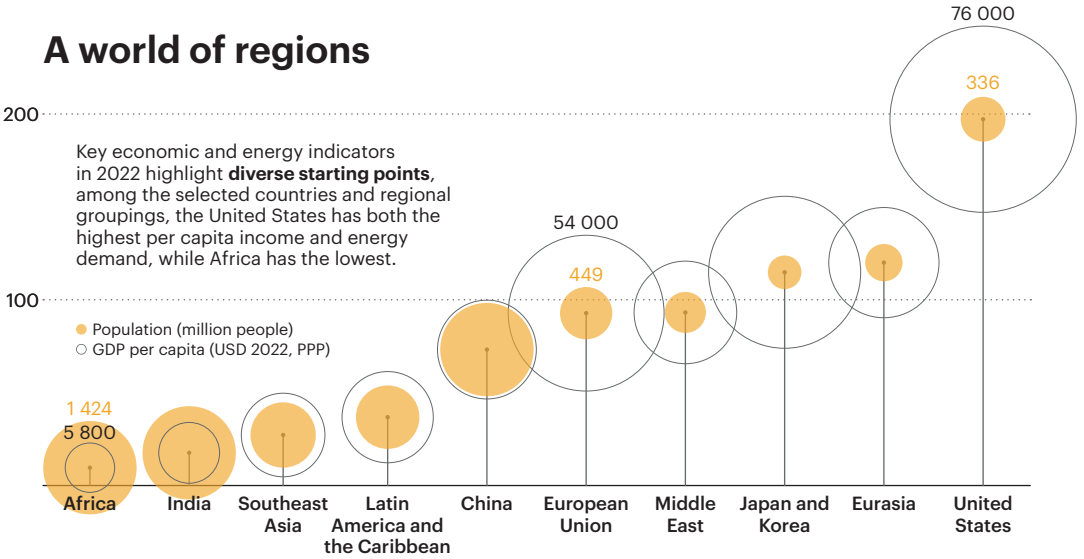 A world of regions
76 000
336
200
Key economic and energy indicators
in 2022 highlight diverse starting points,
among the selected countries and regional
groupings, the United States has both the
highest per capita income and energy
demand, while Africa has the lowest.
54 000
449
100
Population (million people)
GDP per capita (USD 2022, PPP)
1 424
5 800
Africa
India
Southeast
Asia
Latin
America and
the Caribbean
China
European
Union
Middle
East
Japan and
Korea
Eurasia
United
States